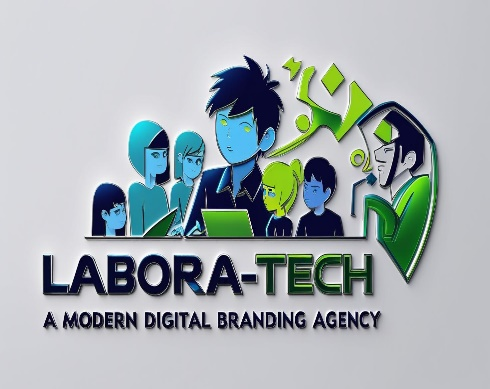 LABORA-TECH
A MODERN DIGITAL BRANDING AGENCY